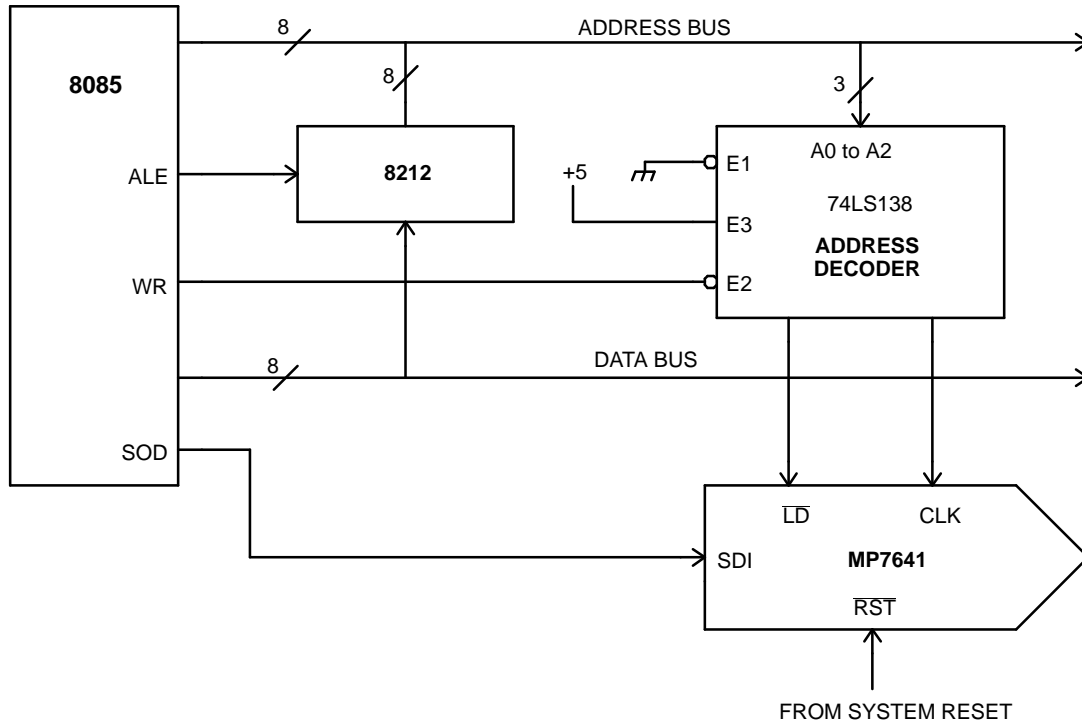 8
ADDRESS BUS
8085
8
3
A0 to A2
E1
ALE
8212
+5
74LS138
E3
ADDRESS
DECODER
WR
E2
8
DATA BUS
SOD
LD
CLK
SDI
MP7641
RST
FROM SYSTEM RESET